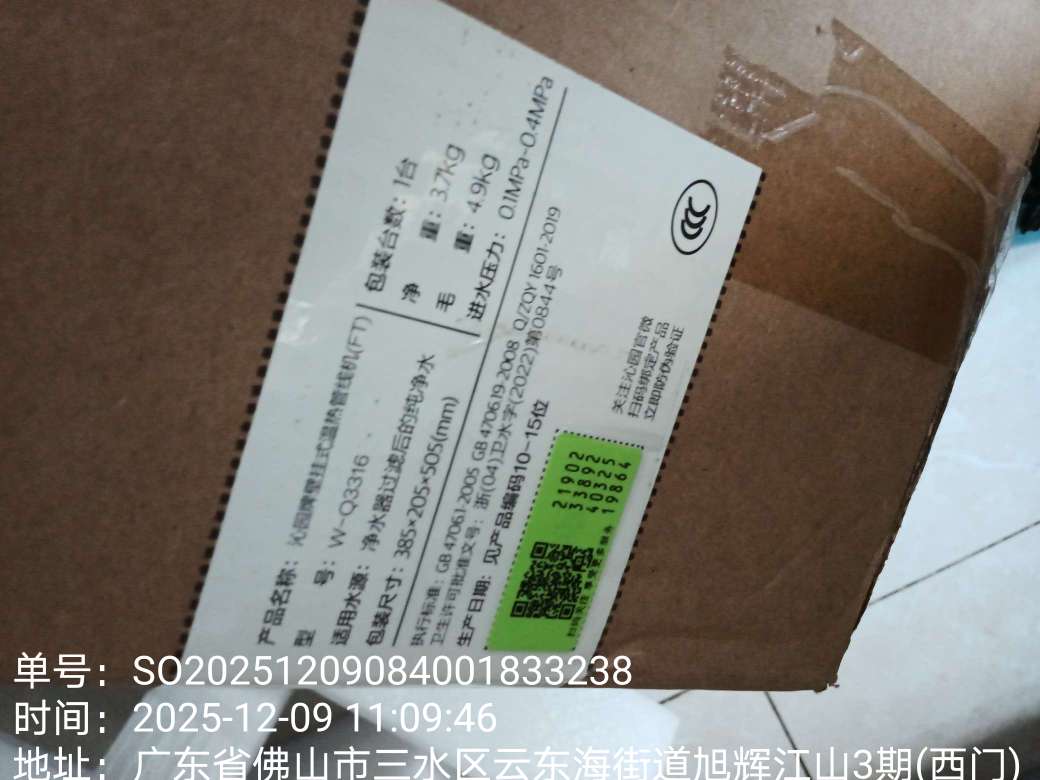 产品名称：沁园牌壁挂式温热管线机(FT)
型号：W-Q3316
适用水源：净水器过滤后的纯净水
包装尺寸：385×205×505(mm)
包装台数：1台
净重：3.7kg
毛重：4.9kg
进水压力：0.1MPa-0.4MPa
执行标准：GB 4706.1-2005 GB 4706.19-2008 Q/ZQY 1601-2019
卫生许可批准文号：浙(04)卫水字(2022)第0844号
生产日期：见产品编码10-15位
关注沁园官微
扫码绑定产品
立即防伪验证
21902
33892
40325
19864
单号：SO20251209084001833238
时间：2025-12-09 11:09:46
地址：广东省佛山市三水区云东海街道旭辉江山3期(西门)